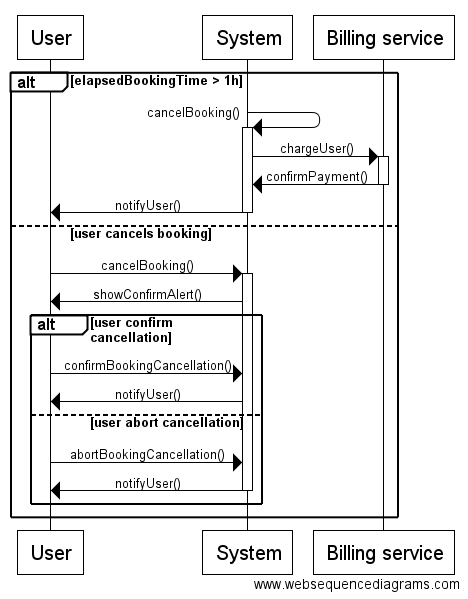 User
System
Billing service
alt
[elapsedBookingTime > 1h]
cancelBooking()
chargeUser()
confirmPayment()
notifyUser()
[user cancels booking]
cancelBooking()
showConfirmAlert()
alt
[user confirm
cancellation]
confirmBookingCancellation()
notifyUser()
[user abort cancellation]
abortBookingCancellation()
notifyUser()
User
System
Billing service
www.websequencediagrams.com